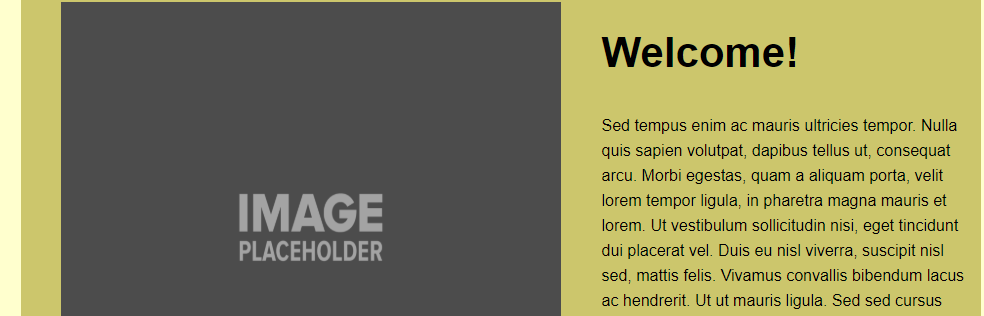 IMAGE
PLACEHOLDER
Welcome!
Sed tempus enim ac mauris ultricies tempor. Nulla
quis sapien volutpat, dapibus tellus ut, consequat
arcu. Morbi egestas, quam a aliquam porta, velit
lorem tempor ligula, in pharetra magna mauris et
lorem. Ut vestibulum sollicitudin nisi, eget tincidunt
dui placerat vel. Duis eu nisl viverra, suscipit nisl
sed, mattis felis. Vivamus convallis bibendum lacus
ac hendrerit. Ut ut mauris ligula. Sed sed cursus